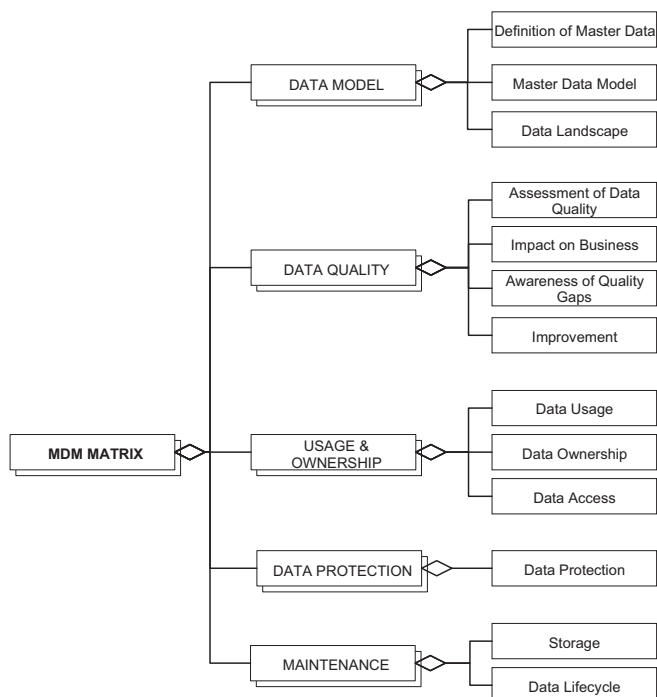 Definition of Master Data
DATA MODEL
Master Data Model
Data Landscape
Assessment of Data
Quality
Impact on Business
DATA QUALITY
Awareness of Quality
Gaps
Improvement
Data Usage
MDM MATRIX
USAGE &
OWNERSHIP
Data Ownership
Data Access
DATA PROTECTION
Data Protection
Storage
MAINTENANCE
Data Lifecycle